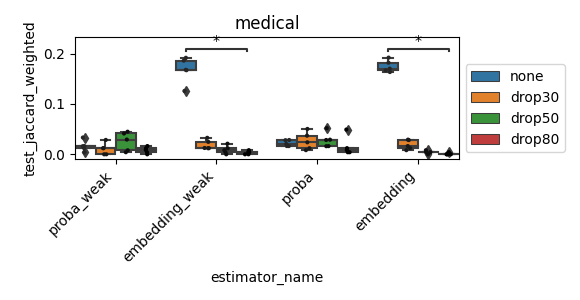 medical
test_jaccard_weighted
0.2
0.1
0.0
*
*
none
drop30
drop50
drop80
proba_weak
embedding_weak
proba
embedding
estimator_name